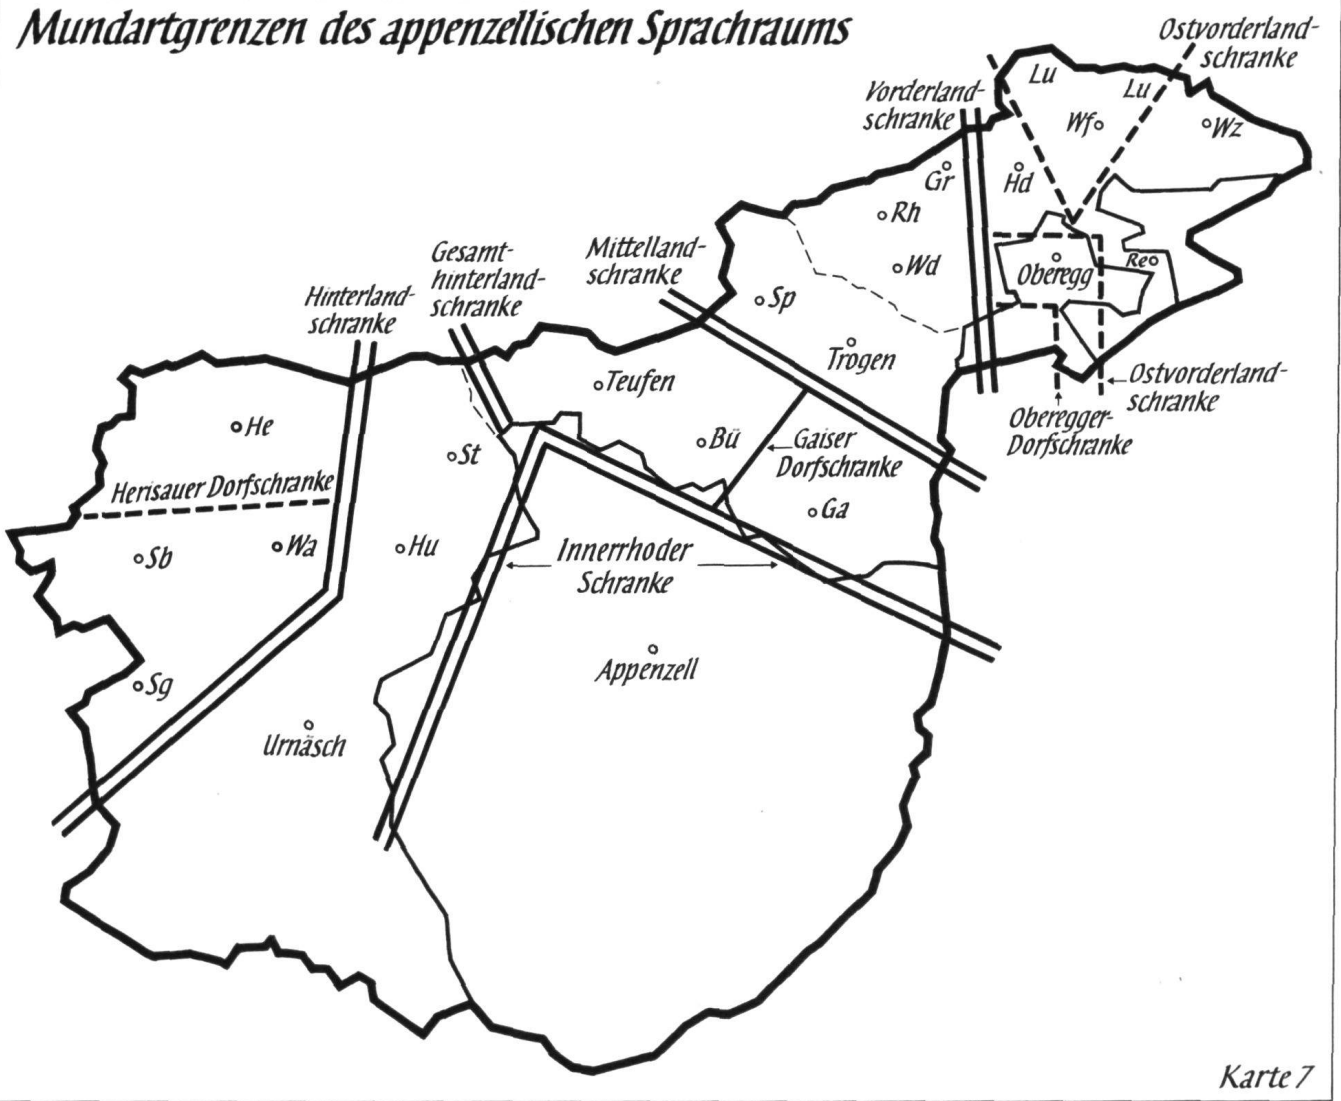 Mundartgrenzen des appenzellischen Sprachraums
Ostvorderland-
schranke
Vorderland-
schranke
Lu
Lu
Wf
Wz
Gr
Hd
Rh
Wd
Oberegg
Re
Mittelland-
schranke
Gesamt-
hinterland-
schranke
Hinterland-
schranke
Sp
Trogen
Teufen
Ostvorderland-
schranke
Oberegger-
Dorfschranke
He
St
Bü
Gaiser
Dorfschranke
Herisauer Dorfschranke
Ga
Sb
Wa
Hu
Innerrhoder
Schranke
Sg
Appenzell
Urnäsch
Karte 7